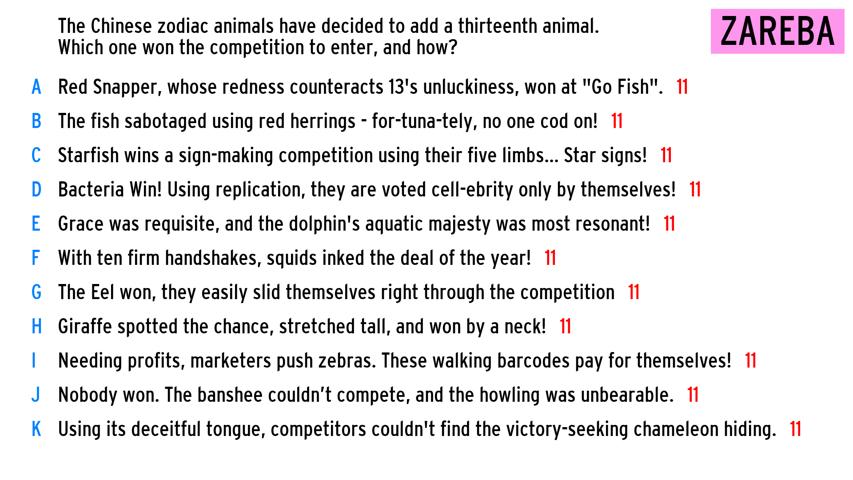 The Chinese zodiac animals have decided to add a thirteenth animal.
Which one won the competition to enter, and how?
ZAREBA
A Red Snapper, whose redness counteracts 13's unluckiness, won at "Go Fish". 11
B The fish sabotaged using red herrings - for-tuna-tely, no one cod on! 11
C Starfish wins a sign-making competition using their five limbs... Star signs! 11
D Bacteria Win! Using replication, they are voted cell-ebrity only by themselves! 11
E Grace was requisite, and the dolphin's aquatic majesty was most resonant! 11
F With ten firm handshakes, squids inked the deal of the year! 11
G The Eel won, they easily slid themselves right through the competition 11
H Giraffe spotted the chance, stretched tall, and won by a neck! 11
I Needing profits, marketers push zebras. These walking barcodes pay for themselves! 11
J Nobody won. The banshee couldn’t compete, and the howling was unbearable. 11
K Using its deceitful tongue, competitors couldn't find the victory-seeking chameleon hiding. 11